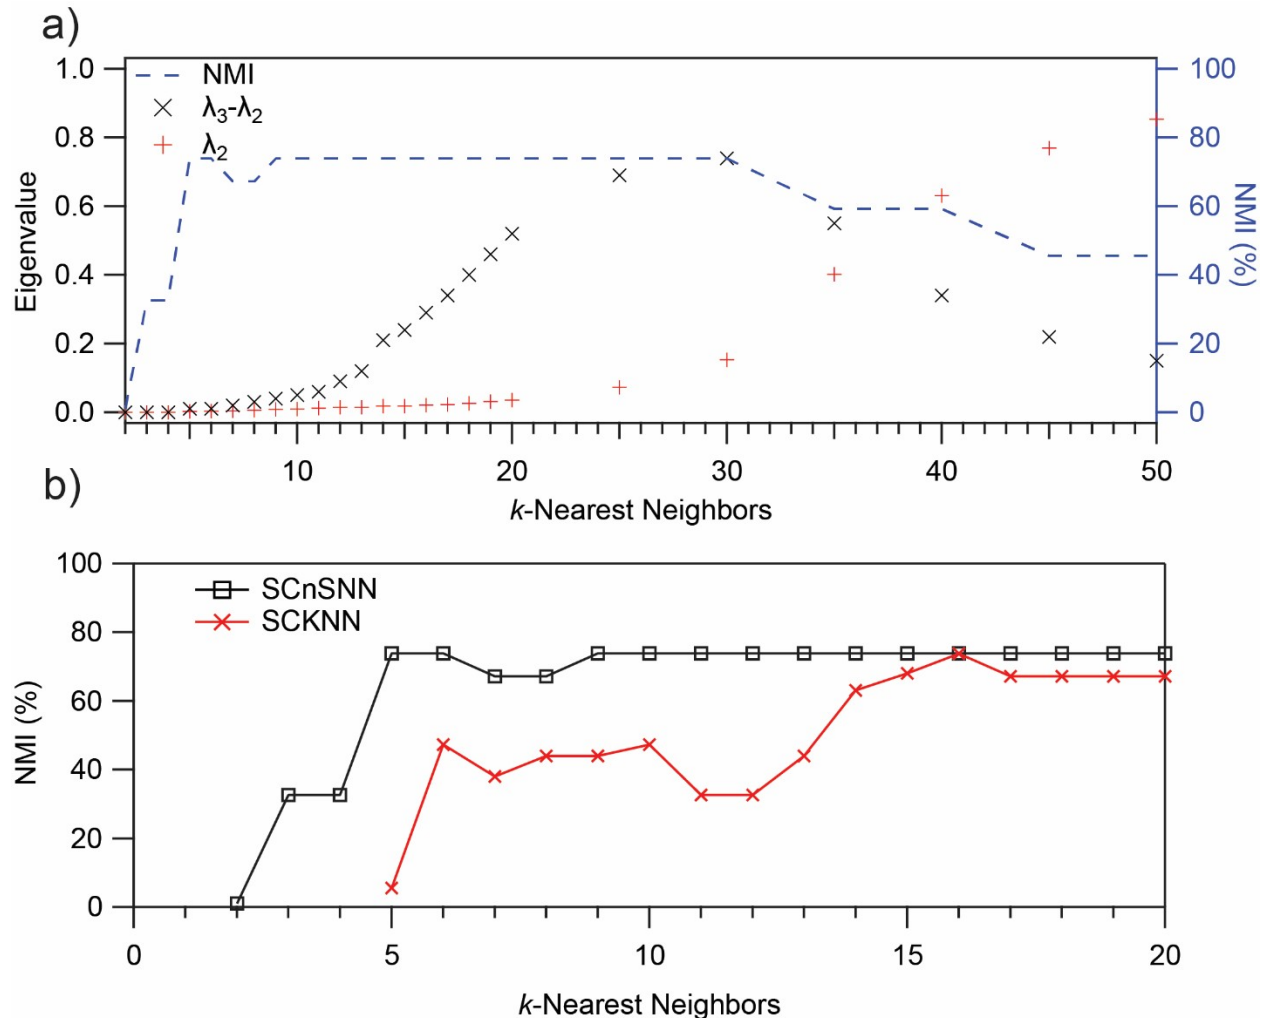 a)
NMI
λ3-λ2
λ2
1.0
0.8
0.6
0.4
0.2
0.0
Eigenvalue
100
80
60
40
20
0
NMI (%)
10 20 30 40 50
k-Nearest Neighbors
b)
SCnSNN
SCKNN
100
80
60
40
20
0
NMI (%)
0 5 10 15 20
k-Nearest Neighbors